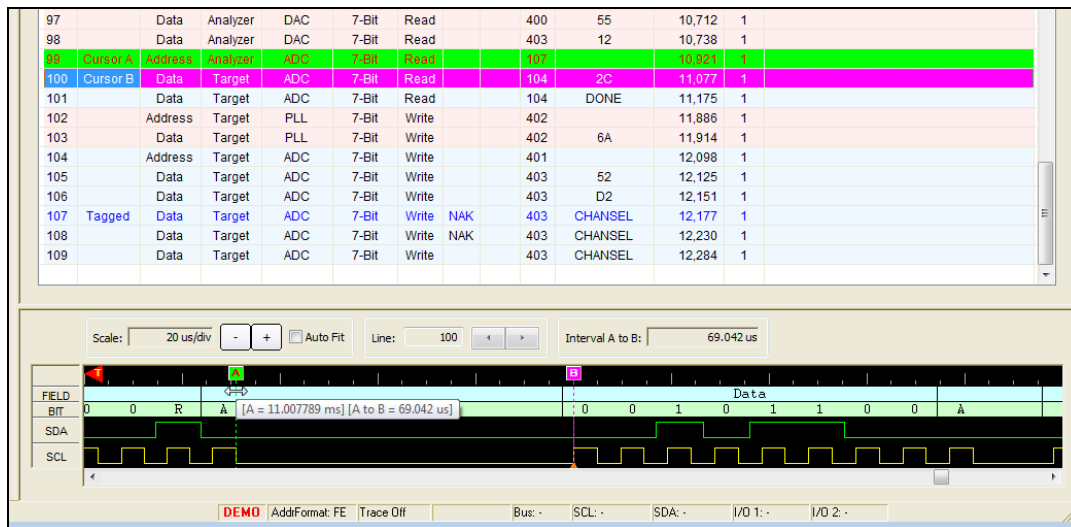 97 Data Analyzer DAC 7-Bit Read 400 55 10,712 1
98 Data Analyzer DAC 7-Bit Read 403 12 10,738 1
99 Cursor A Address Analyzer ADC 7-Bit Read 107 10,921 1
100 Cursor B Data Target ADC 7-Bit Read 104 2C 11,077 1
101 Data Target ADC 7-Bit Read 104 DONE 11,175 1
102 Address Target PLL 7-Bit Write 402 11,886 1
103 Data Target PLL 7-Bit Write 402 6A 11,914 1
104 Address Target ADC 7-Bit Write 401 12,098 1
105 Data Target ADC 7-Bit Write 403 52 12,125 1
106 Data Target ADC 7-Bit Write 403 D2 12,151 1
107 Tagged Data Target ADC 7-Bit Write NAK 403 CHANSEL 12,177 1
108 Data Target ADC 7-Bit Write NAK 403 CHANSEL 12,230 1
109 Data Target ADC 7-Bit Write 403 CHANSEL 12,284 1
Scale: 20 us/div - + Auto Fit Line: 100 Interval A to B: 69.042 us
T A B
FIELD Data
BIT 0 0 R A 0 0 1 0 1 1 0 0 A
[A = 11.007789 ms] [A to B = 69.042 us]
SDA
SCL
DEMO AddrFormat: FE Trace Off Bus: - SCL: - SDA: - I/O 1: - I/O 2: -